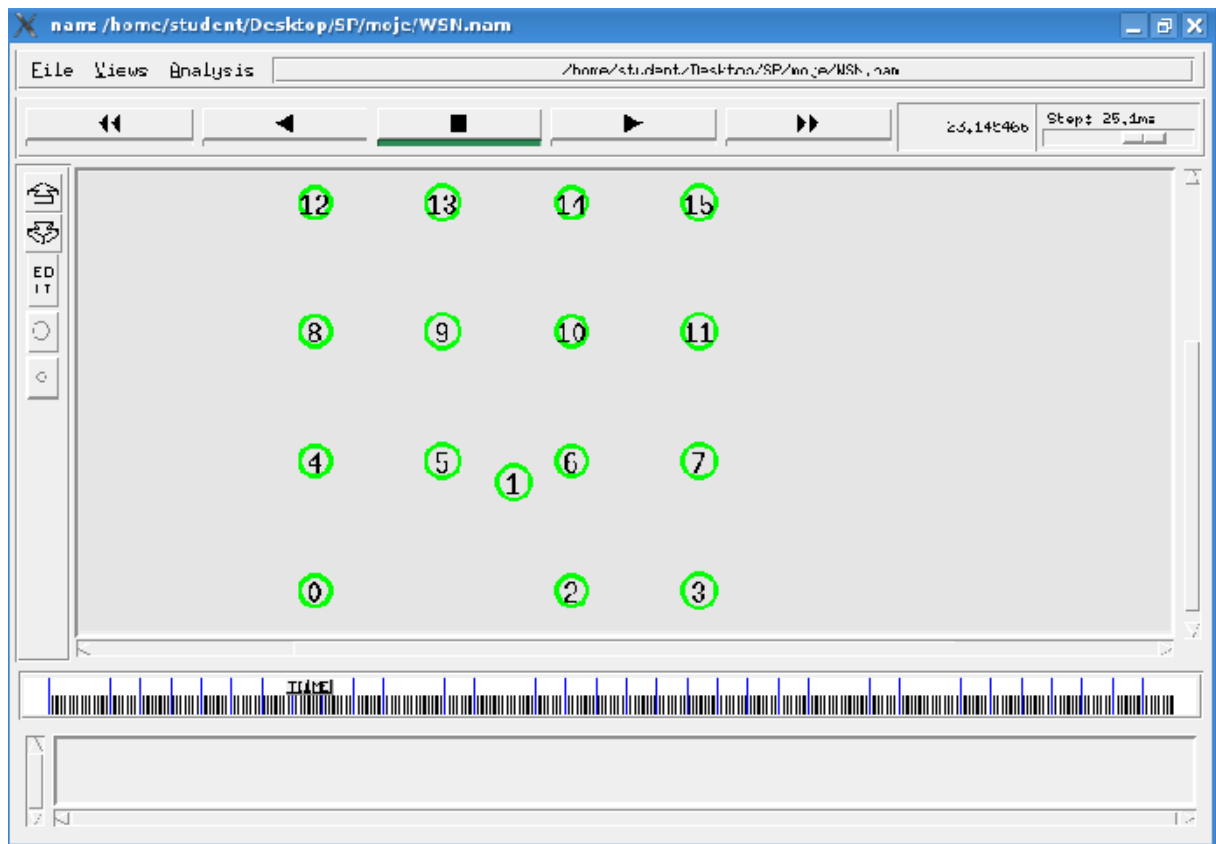 nam: /home/student/Desktop/SP/moje/WSN.nam
File Views Analysis /home/student/Desktop/SP/moje/WSN.nam
23.145466 Step: 25.1ms
12 13 14 15
ED
IT
8 9 10 11
4 5 6 7
1
0 2 3
TIME